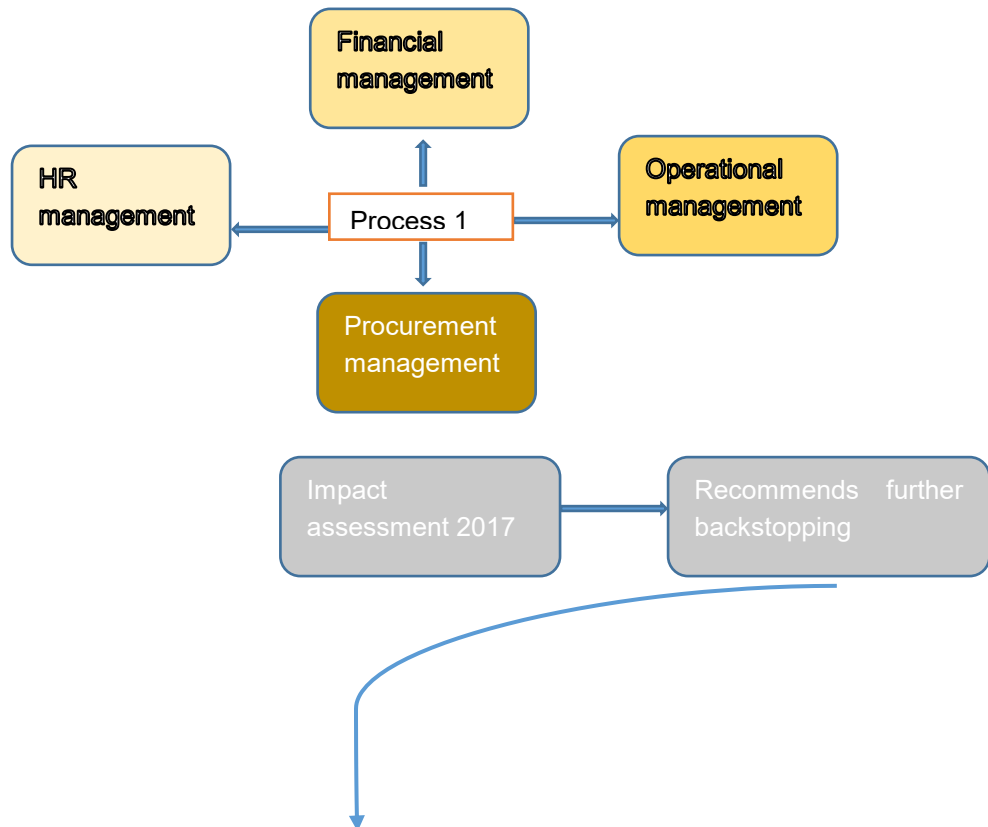 Financial
management
HR
management
Operational
management
Process 1
Procurement
management
Impact
assessment 2017
Recommends further
backstopping